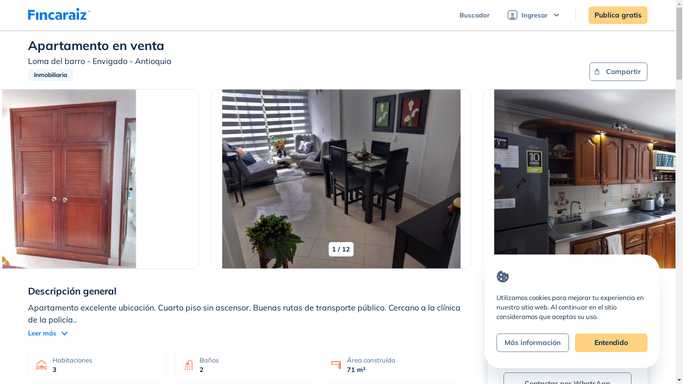 Fincaraiz
Buscador
Ingresar
Publica gratis
Apartamento en venta
Loma del barro - Envigado - Antioquia
Inmobiliaria
Compartir
10
1 / 12
Descripción general
Apartamento excelente ubicación. Cuarto piso sin ascensor. Buenas rutas de transporte público. Cercano a la clínica
de la policía..
Leer más
Habitaciones
3
Baños
2
Área construida
71 m²
Utilizamos cookies para mejorar tu experiencia en
nuestro sitio web. Al continuar en el sitio
consideramos que aceptas su uso.
Más información
Entendido
Contactar por WhatsApp